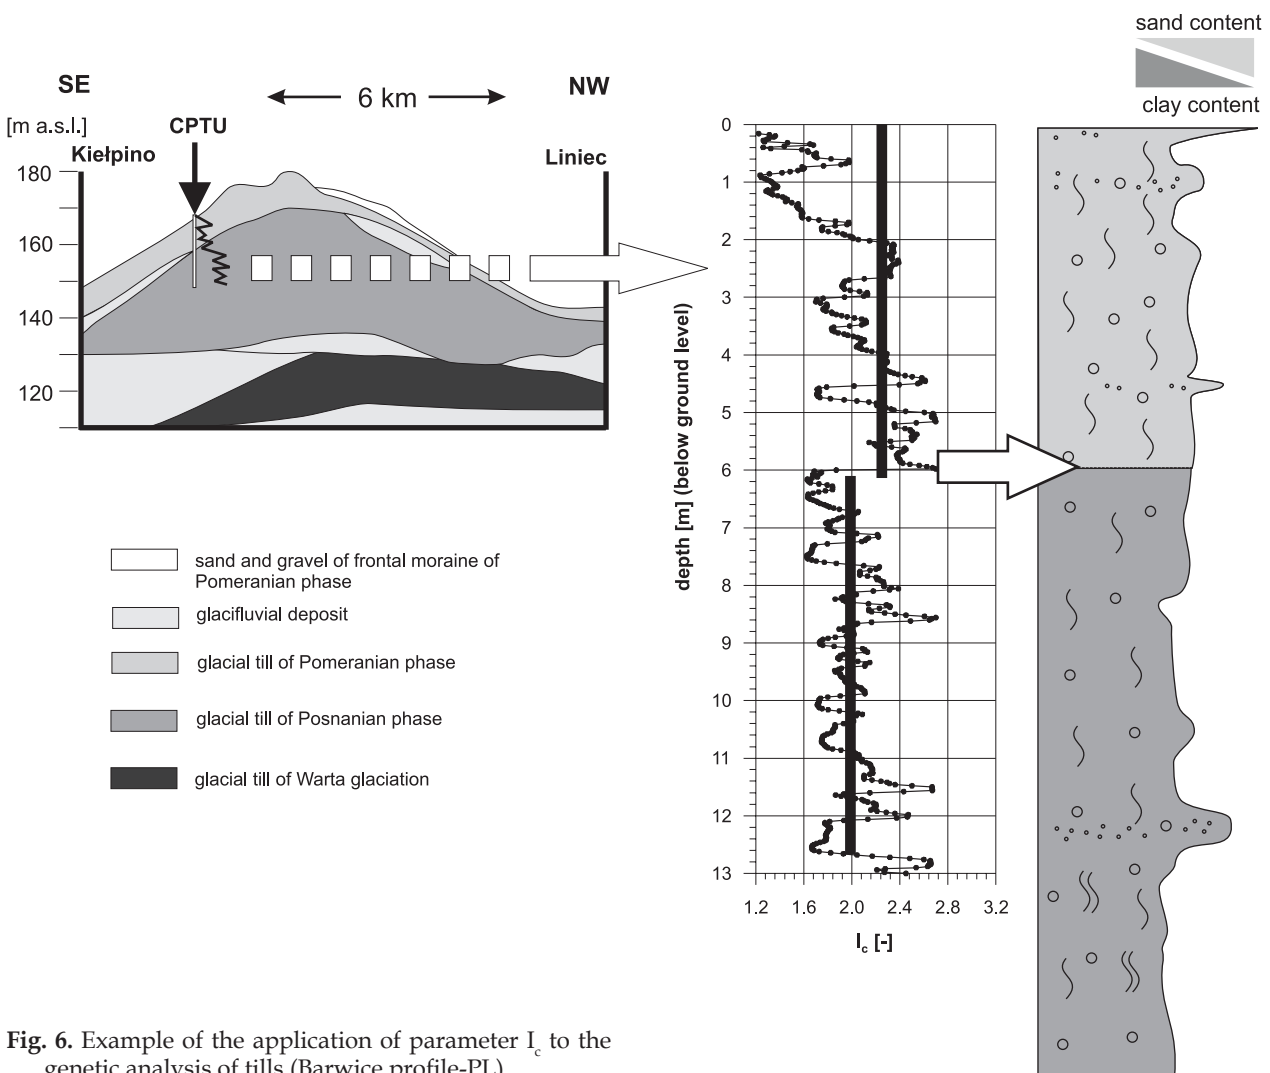 sand content
clay content
SE
6 km
NW
[m a.s.l.]
CPTU
Kiełpino
Liniec
180
160
140
120
sand and gravel of frontal moraine of
Pomeranian phase
glacifluvial deposit
glacial till of Pomeranian phase
glacial till of Posnanian phase
glacial till of Warta glaciation
depth [m] (below ground level)
0
1
2
3
4
5
6
7
8
9
10
11
12
13
1.2 1.6 2.0 2.4 2.8 3.2
Ic [-]
Fig. 6. Example of the application of parameter Ic to the
genetic analysis of tills (Barwice profile-PL)